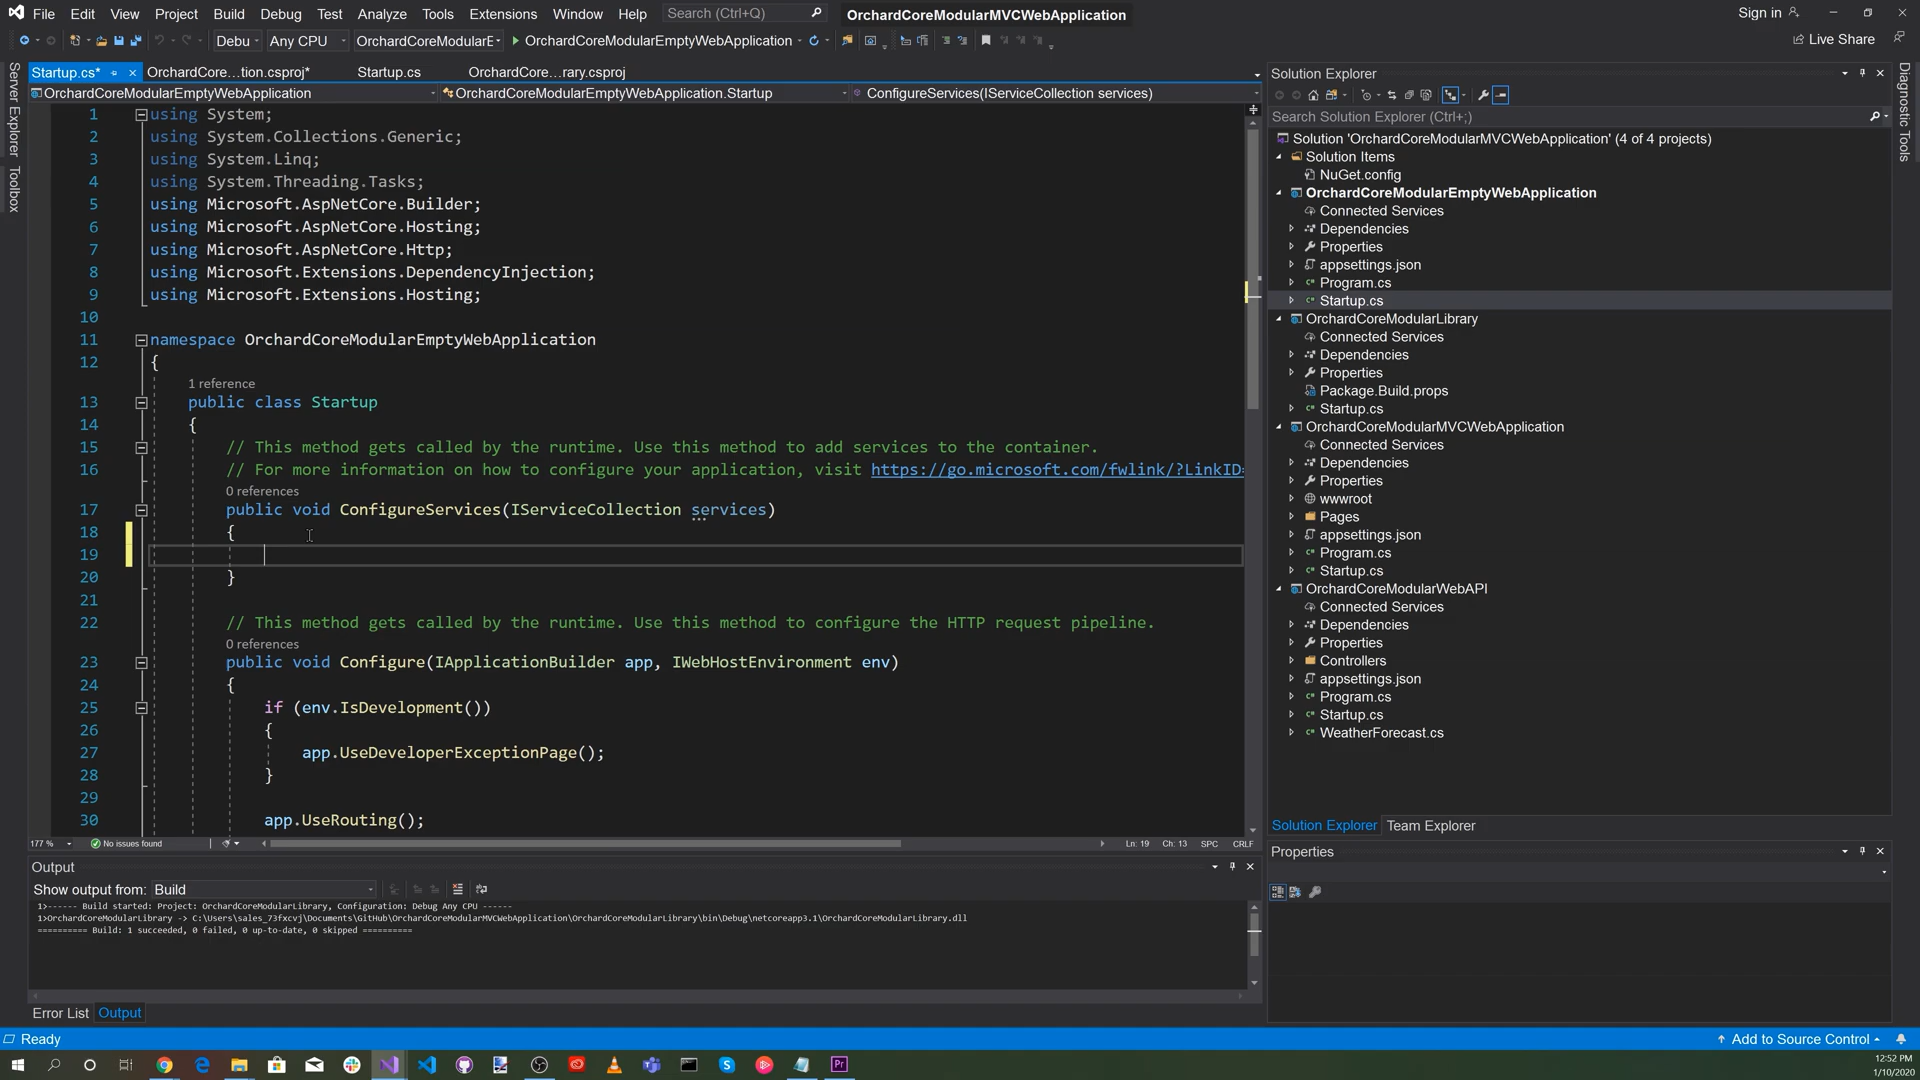 File Edit View Project Build Debug Test Analyze Tools Extensions Window Help Search (Ctrl+Q) OrchardCoreModularMVCWebApplication Sign in
Debu Any CPU OrchardCoreModularE OrchardCoreModularEmptyWebApplication Live Share
Startup.cs* OrchardCore...tion.csproj* Startup.cs OrchardCore...rary.csproj
OrchardCoreModularEmptyWebApplication OrchardCoreModularEmptyWebApplication.Startup ConfigureServices(IServiceCollection services)
Server Explorer
Toolbox
1 using System;
2 using System.Collections.Generic;
3 using System.Linq;
4 using System.Threading.Tasks;
5 using Microsoft.AspNetCore.Builder;
6 using Microsoft.AspNetCore.Hosting;
7 using Microsoft.AspNetCore.Http;
8 using Microsoft.Extensions.DependencyInjection;
9 using Microsoft.Extensions.Hosting;
10
11 namespace OrchardCoreModularEmptyWebApplication
12 {
1 reference
13 public class Startup
14 {
15 // This method gets called by the runtime. Use this method to add services to the container.
16 // For more information on how to configure your application, visit https://go.microsoft.com/fwlink/?LinkID=
0 references
17 public void ConfigureServices(IServiceCollection services)
18 {
19
20 }
21
22 // This method gets called by the runtime. Use this method to configure the HTTP request pipeline.
0 references
23 public void Configure(IApplicationBuilder app, IWebHostEnvironment env)
24 {
25 if (env.IsDevelopment())
26 {
27 app.UseDeveloperExceptionPage();
28 }
29
30 app.UseRouting();
177 % No issues found Ln: 19 Ch: 13 SPC CRLF
Output
Show output from: Build
1>------ Build started: Project: OrchardCoreModularLibrary, Configuration: Debug Any CPU ------
1>OrchardCoreModularLibrary -> C:\Users\sales_73fxcvj\Documents\GitHub\OrchardCoreModularMVCWebApplication\OrchardCoreModularLibrary\bin\Debug\netcoreapp3.1\OrchardCoreModularLibrary.dll
========== Build: 1 succeeded, 0 failed, 0 up-to-date, 0 skipped ==========
Error List Output
Solution Explorer
Search Solution Explorer (Ctrl+;)
Solution 'OrchardCoreModularMVCWebApplication' (4 of 4 projects)
Solution Items
NuGet.config
OrchardCoreModularEmptyWebApplication
Connected Services
Dependencies
Properties
appsettings.json
Program.cs
Startup.cs
OrchardCoreModularLibrary
Connected Services
Dependencies
Properties
Package.Build.props
Startup.cs
OrchardCoreModularMVCWebApplication
Connected Services
Dependencies
Properties
wwwroot
Pages
appsettings.json
Program.cs
Startup.cs
OrchardCoreModularWebAPI
Connected Services
Dependencies
Properties
Controllers
appsettings.json
Program.cs
Startup.cs
WeatherForecast.cs
Solution Explorer Team Explorer
Properties
Diagnostic Tools
Ready Add to Source Control
12:52 PM
1/10/2020